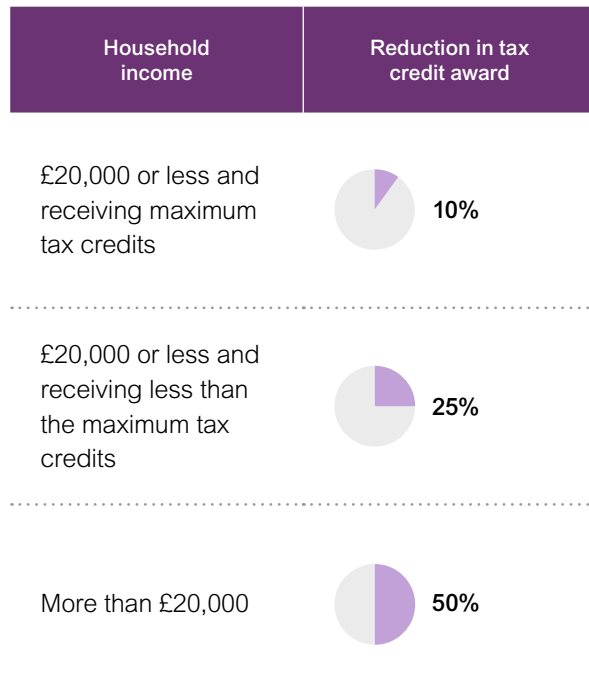 Household
income
Reduction in tax
credit award
£20,000 or less and
receiving maximum
tax credits
10%
£20,000 or less and
receiving less than
the maximum tax
credits
25%
More than £20,000
50%